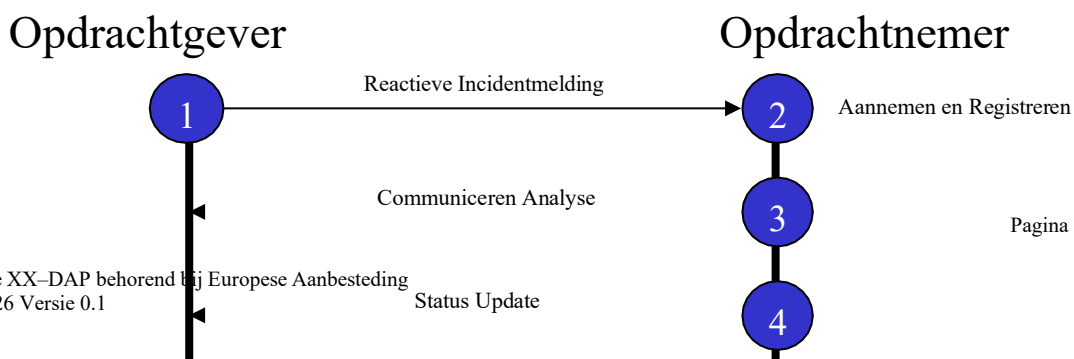 Opdrachtgever
Opdrachtnemer
Reactieve Incidentmelding
1
2
Aannemen en Registreren
Communiceren Analyse
3
Pagina
XX–DAP behorend bij Europese Aanbesteding
26 Versie 0.1
Status Update
4